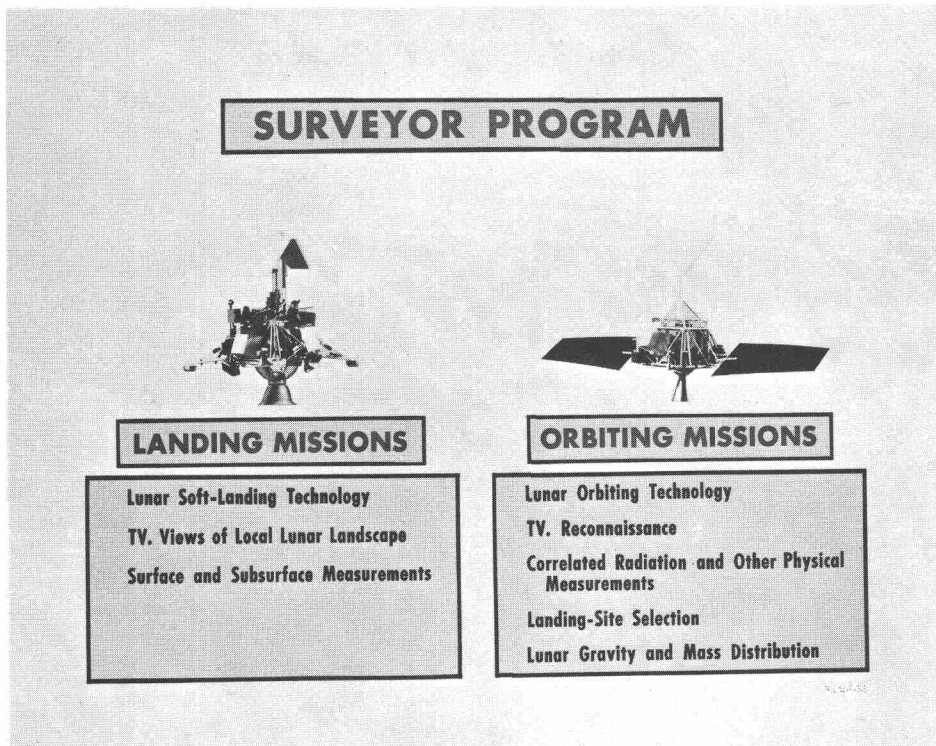 SURVEYOR PROGRAM
LANDING MISSIONS
Lunar Soft-Landing Technology
TV. Views of Local Lunar Landscape
Surface and Subsurface Measurements
ORBITING MISSIONS
Lunar Orbiting Technology
TV. Reconnaissance
Correlated Radiation and Other Physical
Measurements
Landing-Site Selection
Lunar Gravity and Mass Distribution